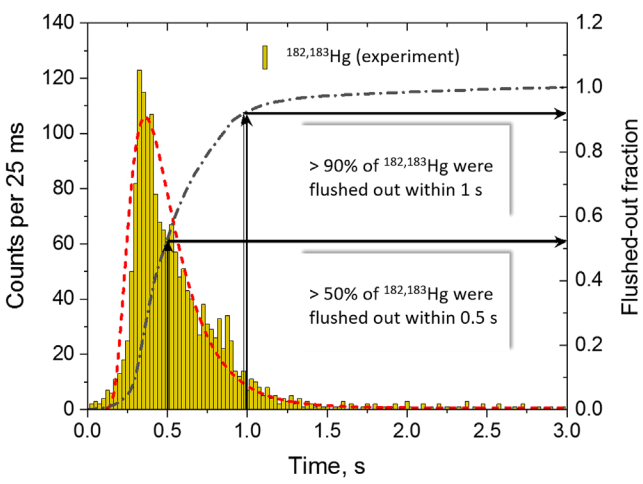 140
120
100
80
60
40
20
0
Counts per 25 ms
1.2
1.0
0.8
0.6
0.4
0.2
0.0
Flushed-out fraction
¹⁸²,¹⁸³Hg (experiment)
> 90% of ¹⁸²,¹⁸³Hg were
flushed out within 1 s
> 50% of ¹⁸²,¹⁸³Hg were
flushed out within 0.5 s
0.0 0.5 1.0 1.5 2.0 2.5 3.0
Time, s